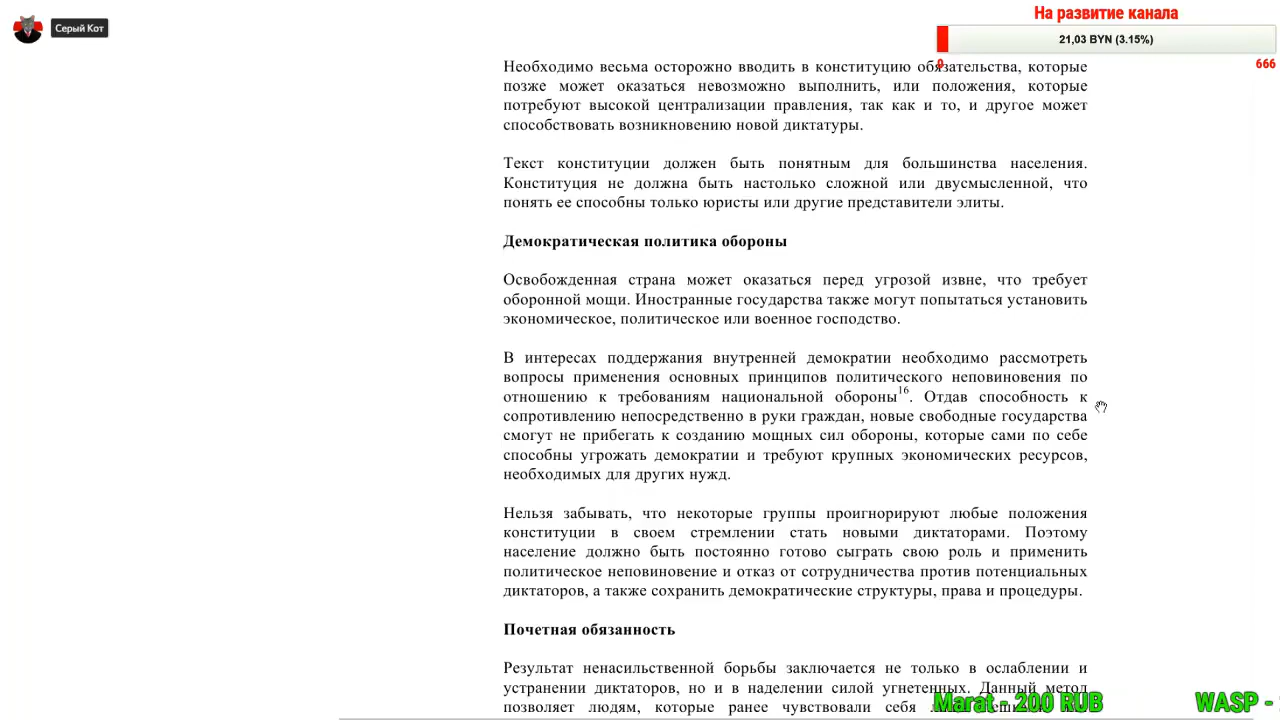 Серый Кот
На развитие канала
21,03 BYN (3.15%)
0
666
Необходимо весьма осторожно вводить в конституцию обязательства, которые
позже может оказаться невозможно выполнить, или положения, которые
потребуют высокой централизации правления, так как и то, и другое может
способствовать возникновению новой диктатуры.
Текст конституции должен быть понятным для большинства населения.
Конституция не должна быть настолько сложной или двусмысленной, что
понять ее способны только юристы или другие представители элиты.
Демократическая политика обороны
Освобожденная страна может оказаться перед угрозой извне, что требует
оборонной мощи. Иностранные государства также могут попытаться установить
экономическое, политическое или военное господство.
В интересах поддержания внутренней демократии необходимо рассмотреть
вопросы применения основных принципов политического неповиновения по
отношению к требованиям национальной обороны16. Отдав способность к
сопротивлению непосредственно в руки граждан, новые свободные государства
смогут не прибегать к созданию мощных сил обороны, которые сами по себе
способны угрожать демократии и требуют крупных экономических ресурсов,
необходимых для других нужд.
Нельзя забывать, что некоторые группы проигнорируют любые положения
конституции в своем стремлении стать новыми диктаторами. Поэтому
население должно быть постоянно готово сыграть свою роль и применить
политическое неповиновение и отказ от сотрудничества против потенциальных
диктаторов, а также сохранить демократические структуры, права и процедуры.
Почетная обязанность
Результат ненасильственной борьбы заключается не только в ослаблении и
устранении диктаторов, но и в наделении силой угнетенных. Данный метод
позволяет людям, которые ранее чувствовали себя
Marat - 200 RUB
WASP -